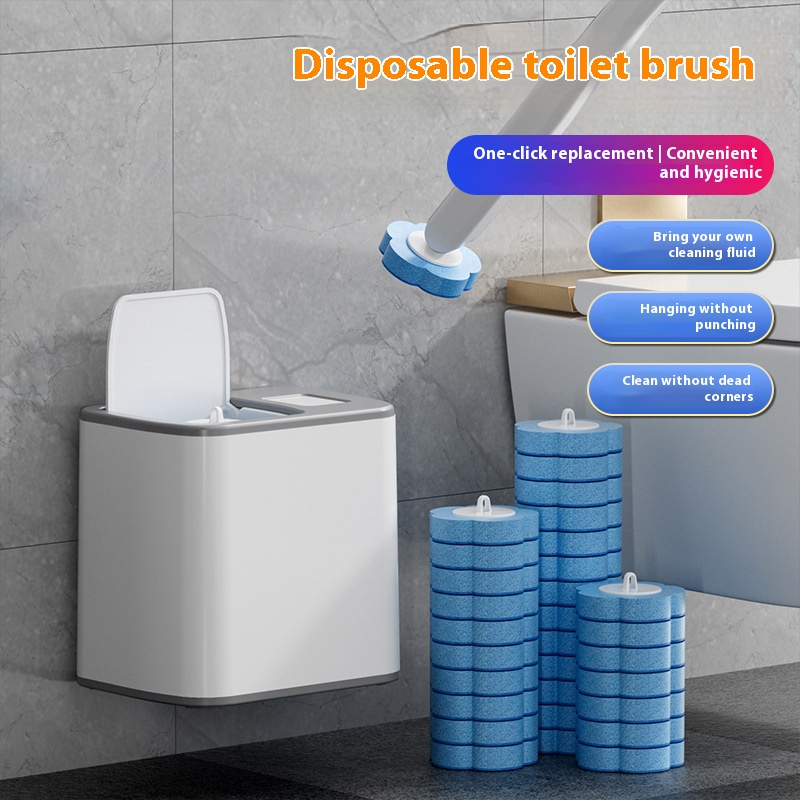 Disposable toilet brush
One-click replacement | Convenient
and hygienic
Bring your own
cleaning fluid
Hanging without
punching
Clean without dead
corners